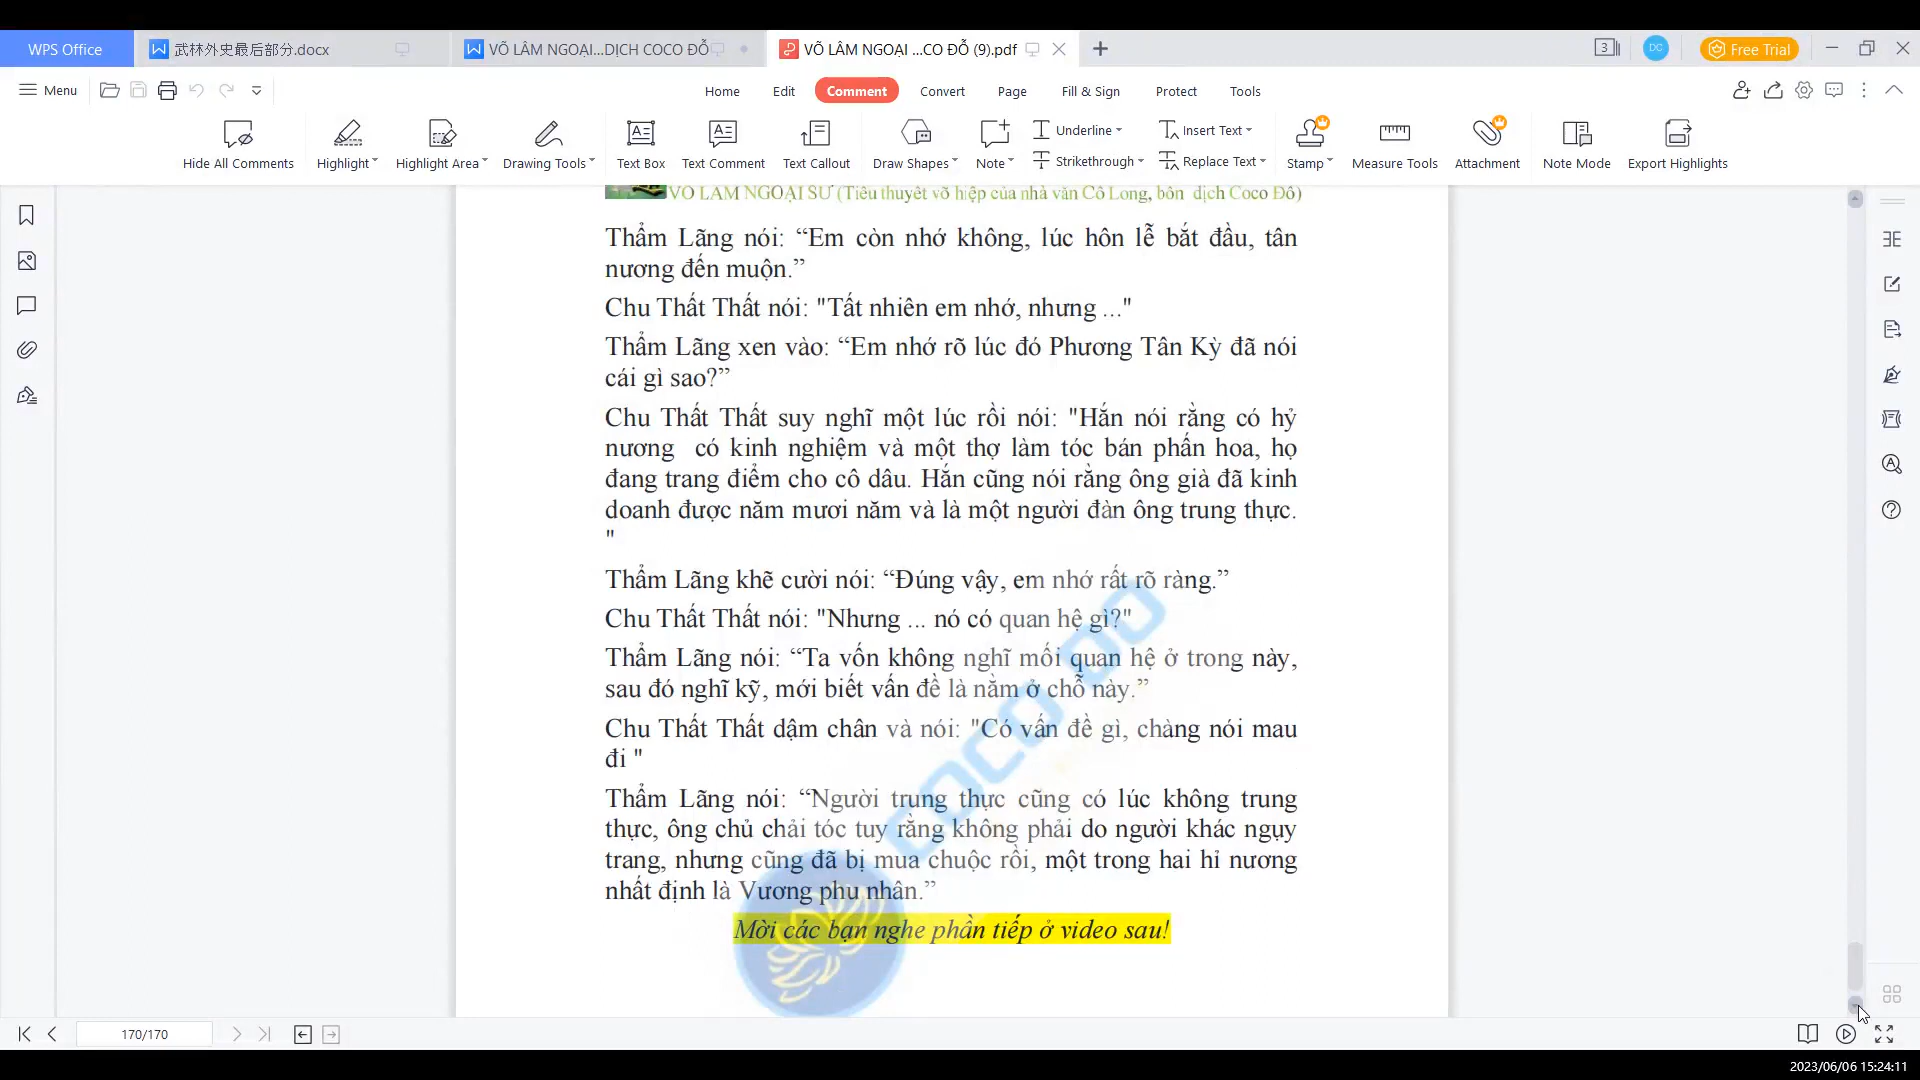 WPS Office
武林外史最后部分.docx
VÕ LÂM NGOẠI...DỊCH COCO ĐỖ
VÕ LÂM NGOẠI ...CO ĐỖ (9).pdf
3
DC
Free Trial
Menu
Home
Edit
Comment
Convert
Page
Fill & Sign
Protect
Tools
Hide All Comments
Highlight
Highlight Area
Drawing Tools
Text Box
Text Comment
Text Callout
Draw Shapes
Note
Underline
Strikethrough
Insert Text
Replace Text
Stamp
Measure Tools
Attachment
Note Mode
Export Highlights
VÕ LÂM NGOẠI SỬ (Tiểu thuyết võ hiệp của nhà văn Cổ Long, bổn dịch Coco Đỗ)
Thẩm Lãng nói: “Em còn nhớ không, lúc hôn lễ bắt đầu, tân
nương đến muộn.”
Chu Thất Thất nói: "Tất nhiên em nhớ, nhưng ..."
Thẩm Lãng xen vào: “Em nhớ rõ lúc đó Phương Tân Kỳ đã nói
cái gì sao?”
Chu Thất Thất suy nghĩ một lúc rồi nói: "Hắn nói rằng có hỷ
nương có kinh nghiệm và một thợ làm tóc bán phấn hoa, họ
đang trang điểm cho cô dâu. Hắn cũng nói rằng ông già đã kinh
doanh được năm mươi năm và là một người đàn ông trung thực.
"
Thẩm Lãng khẽ cười nói: “Đúng vậy, em nhớ rất rõ ràng.”
Chu Thất Thất nói: "Nhưng ... nó có quan hệ gì?"
Thẩm Lãng nói: “Ta vốn không nghĩ mối quan hệ ở trong này,
sau đó nghĩ kỹ, mới biết vấn đề là nằm ở chỗ này.”
Chu Thất Thất dậm chân và nói: "Có vấn đề gì, chàng nói mau
đi "
Thẩm Lãng nói: “Người trung thực cũng có lúc không trung
thực, ông chủ chải tóc tuy rằng không phải do người khác ngụy
trang, nhưng cũng đã bị mua chuộc rồi, một trong hai hỉ nương
nhất định là Vương phu nhân.”
Mời các bạn nghe phần tiếp ở video sau!
COCO DO
170/170
2023/06/06 15:24:11